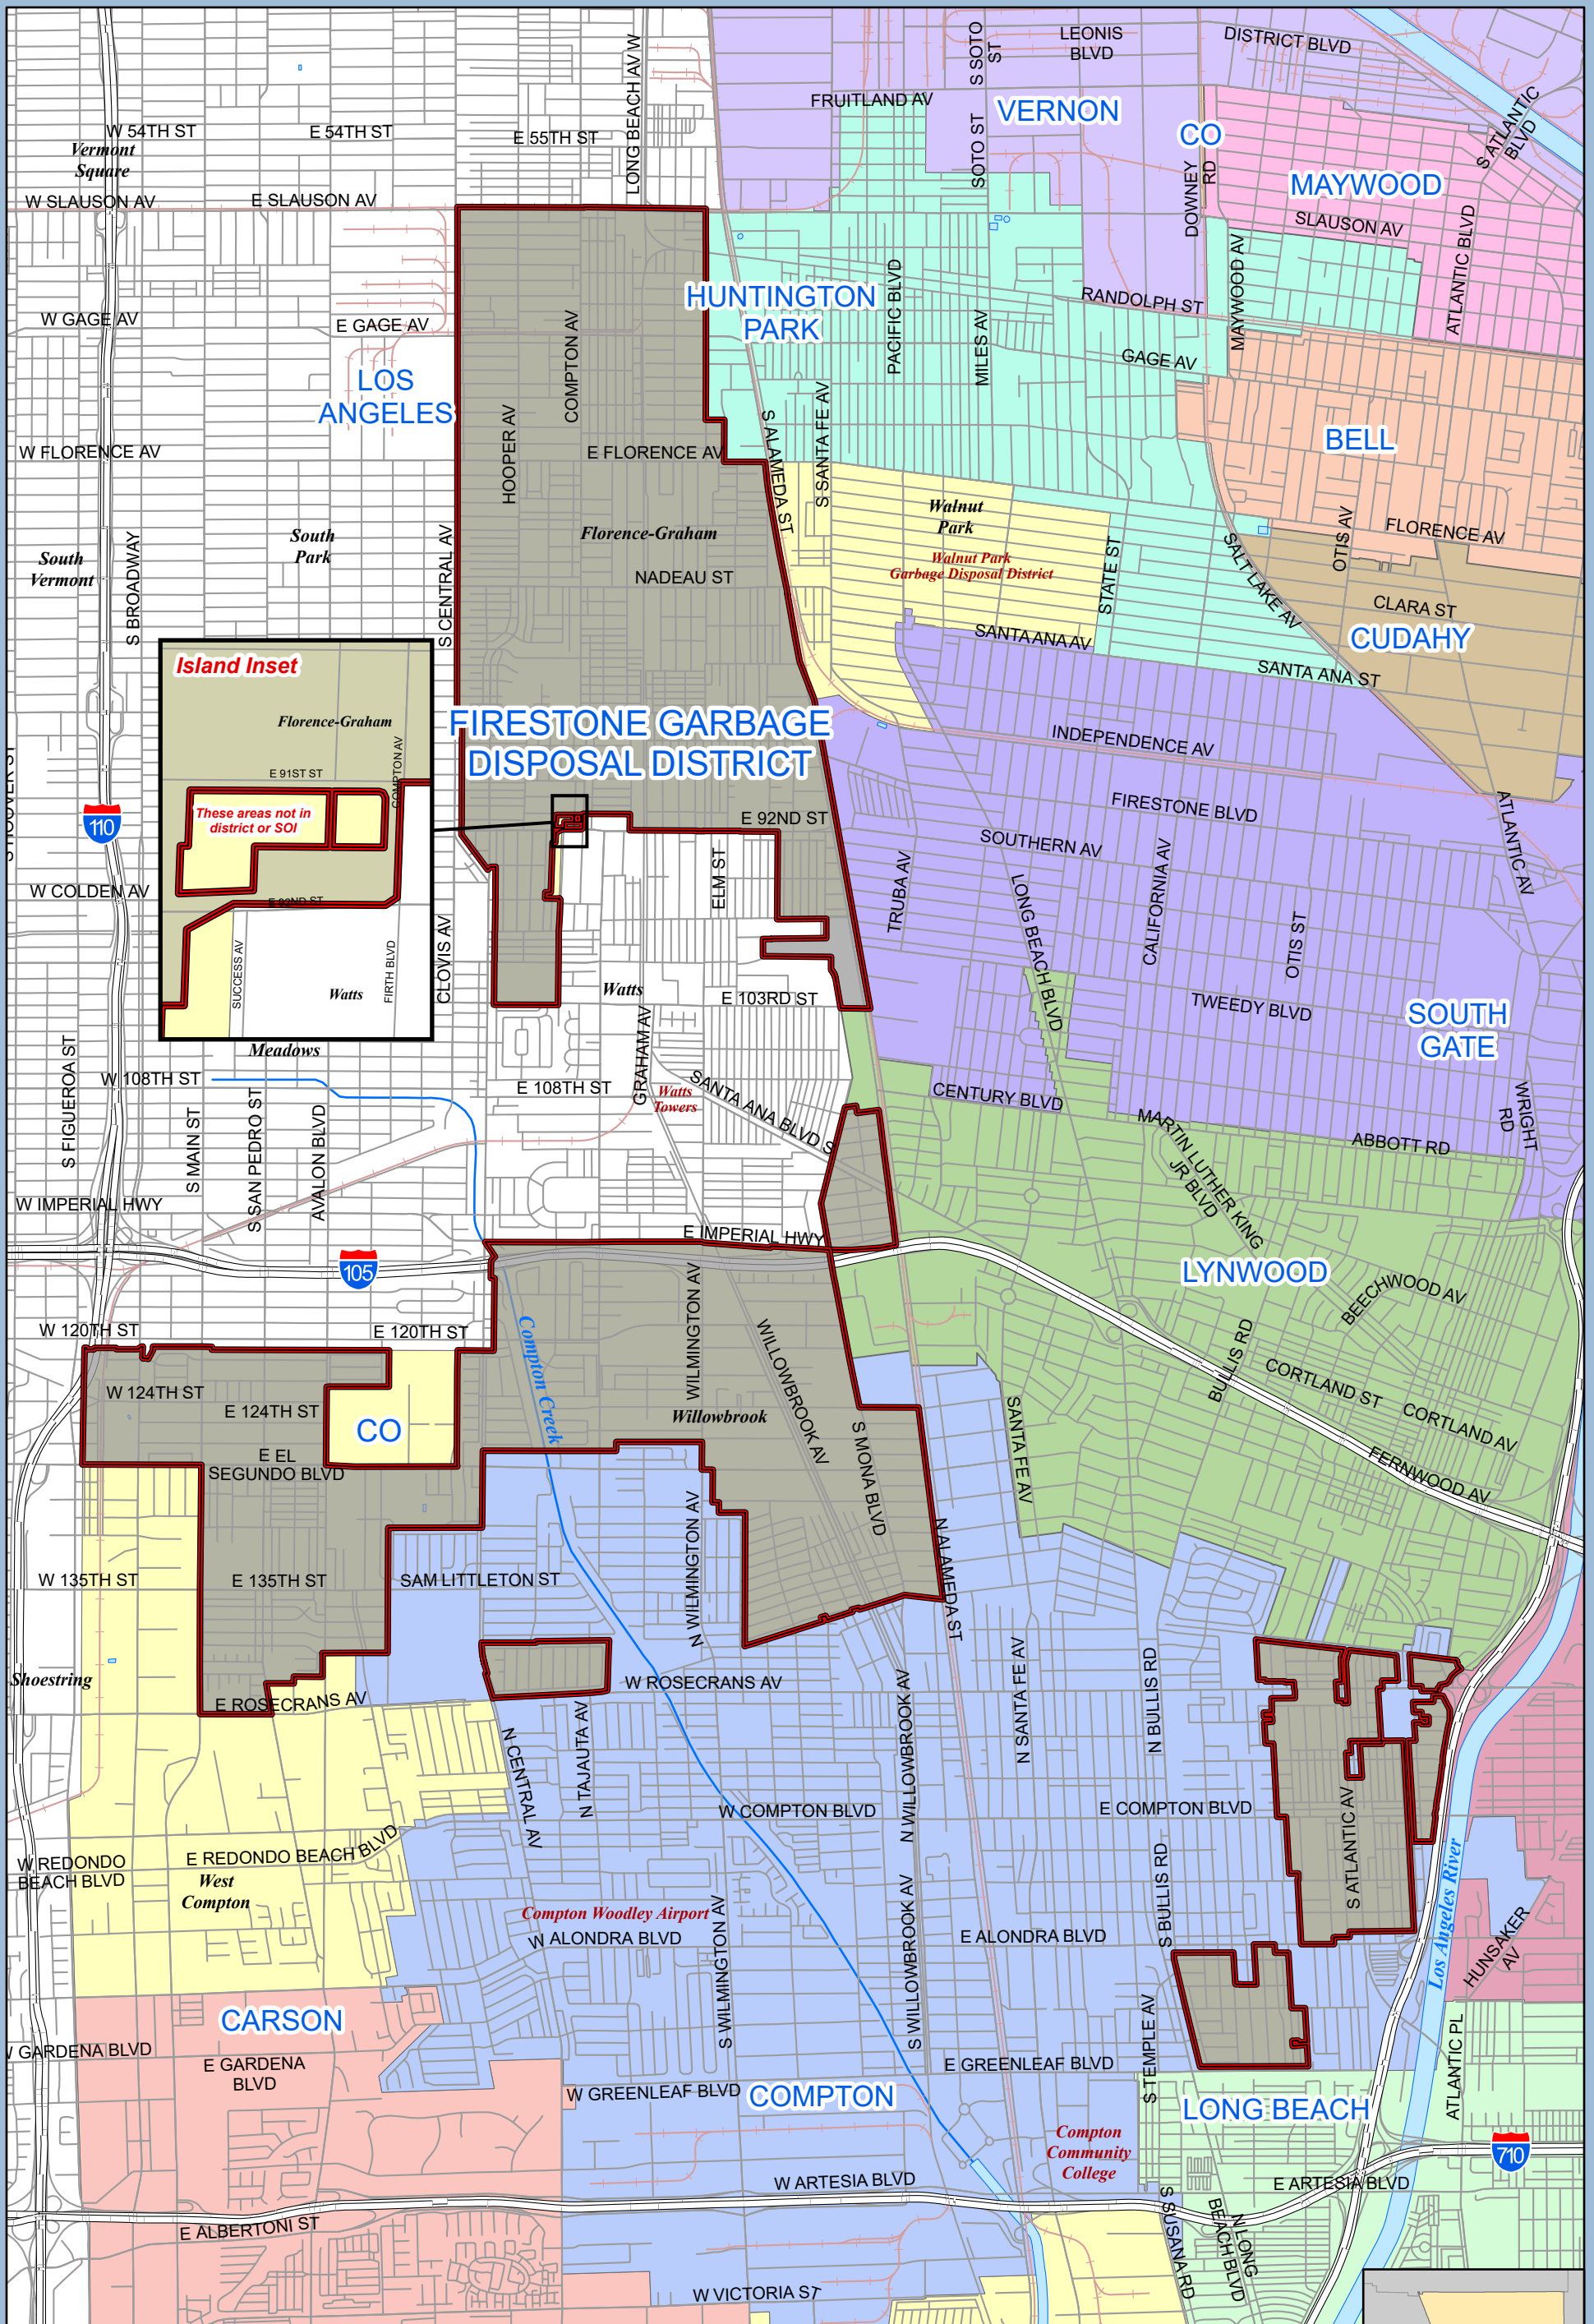 LEONIS
BLVD
DISTRICT BLVD
S SOTO
ST
LONG BEACH AV W
FRUITLAND AV
VERNON
S ATLANTIC
BLVD
W 54TH ST
E 54TH ST
E 55TH ST
SOTO ST
CO
Vermont
Square
DOWNEY
RD
MAYWOOD
W SLAUSON AV
E SLAUSON AV
SLAUSON AV
ATLANTIC BLVD
MAYWOOD AV
PACIFIC BLVD
HUNTINGTON
PARK
RANDOLPH ST
W GAGE AV
E GAGE AV
COMPTON AV
MILES AV
GAGE AV
LOS
ANGELES
S SANTA FE AV
HOOPER AV
S ALAMEDA ST
BELL
W FLORENCE AV
E FLORENCE AV
Walnut
Park
FLORENCE AV
OTIS AV
South
Park
Florence-Graham
S BROADWAY
S CENTRAL AV
South
Vermont
Walnut Park
Garbage Disposal District
STATE ST
SALT LAKE AV
NADEAU ST
CLARA ST
SANTA ANA AV
CUDAHY
SANTA ANA ST
Island Inset
Florence-Graham
COMPTON AV
E 91ST ST
These areas not in
district or SOI
E 92ND ST
SUCCESS AV
FIRTH BLVD
Watts
FIRESTONE GARBAGE
DISPOSAL DISTRICT
INDEPENDENCE AV
S HOOVER ST
110
E 92ND ST
FIRESTONE BLVD
ATLANTIC AV
SOUTHERN AV
W COLDEN AV
ELM ST
TRUBA AV
LONG BEACH BLVD
CALIFORNIA AV
OTIS ST
CLOVIS AV
Watts
E 103RD ST
TWEEDY BLVD
SOUTH
GATE
Meadows
S FIGUEROA ST
W 108TH ST
E 108TH ST
GRAHAM AV
Watts
Towers
SANTA ANA BLVD S
CENTURY BLVD
WRIGHT
RD
S MAIN ST
S SAN PEDRO ST
AVALON BLVD
MARTIN LUTHER KING
JR BLVD
ABBOTT RD
W IMPERIAL HWY
E IMPERIAL HWY
105
LYNWOOD
BEECHWOOD AV
W 120TH ST
E 120TH ST
Compton Creek
WILMINGTON AV
WILLOWBROOK AV
BULLIS RD
CORTLAND ST
W 124TH ST
E 124TH ST
CO
Willowbrook
S MONA BLVD
SANTA FE AV
CORTLAND AV
E EL
SEGUNDO BLVD
FERNWOOD AV
N WILMINGTON AV
N ALAMEDA ST
W 135TH ST
E 135TH ST
SAM LITTLETON ST
Shoestring
E ROSECRANS AV
W ROSECRANS AV
N CENTRAL AV
N TAJAUTA AV
N WILLOWBROOK AV
N SANTA FE AV
N BULLIS RD
W COMPTON BLVD
E COMPTON BLVD
S ATLANTIC AV
W REDONDO
BEACH BLVD
E REDONDO BEACH BLVD
West
Compton
Compton Woodley Airport
W ALONDRA BLVD
S WILMINGTON AV
S WILLOWBROOK AV
E ALONDRA BLVD
S BULLIS RD
Los Angeles River
HUNSAKER
AV
CARSON
W GARDENA BLVD
E GARDENA
BLVD
E GREENLEAF BLVD
S TEMPLE AV
ATLANTIC PL
W GREENLEAF BLVD
COMPTON
LONG BEACH
Compton
Community
College
710
W ARTESIA BLVD
E ARTESIA BLVD
E ALBERTONI ST
S SUSANA RD
N LONG
BEACH BLVD
W VICTORIA ST